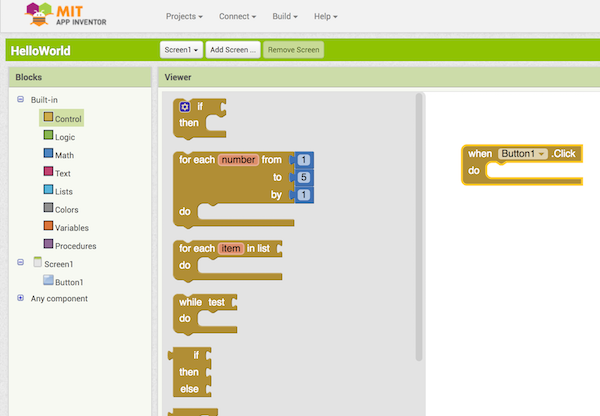 MIT
APP INVENTOR
Projects Connect Build Help
HelloWorld
Screen1 Add Screen ... Remove Screen
Blocks
Viewer
Built-in
Control
Logic
Math
Text
Lists
Colors
Variables
Procedures
Screen1
Button1
Any component
if
then
for each number from 1
to 5
by 1
do
for each item in list
do
while test
do
if
then
else
when Button1 .Click
do